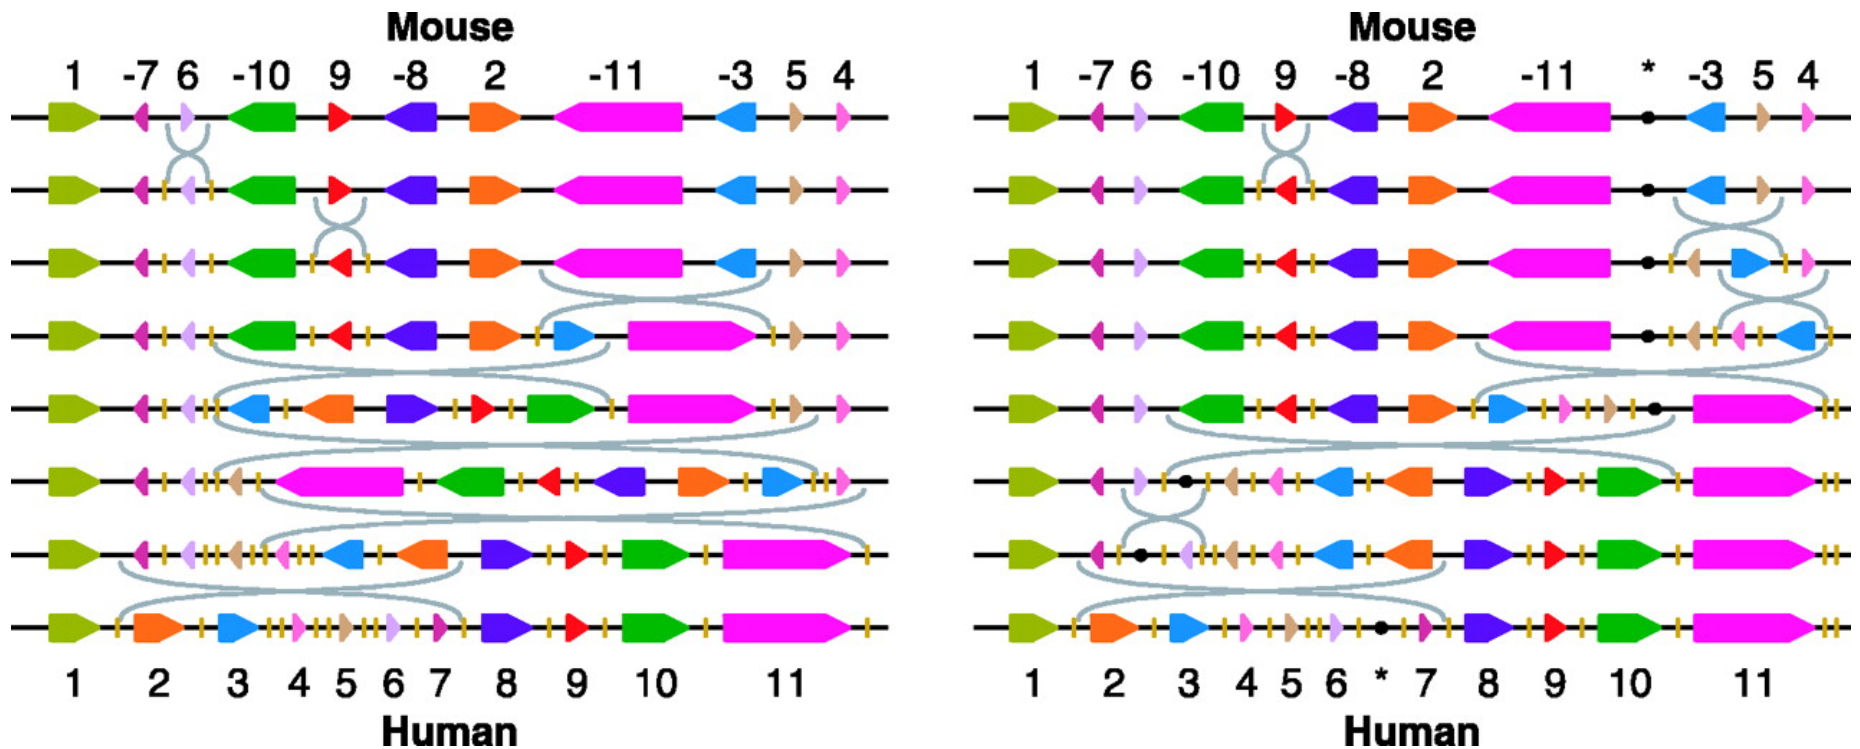 Mouse
1 -7 6 -10 9 -8 2 -11 -3 5 4
1 2 3 4 5 6 7 8 9 10 11
Human
Mouse
1 -7 6 -10 9 -8 2 -11 * -3 5 4
1 2 3 4 5 6 * 7 8 9 10 11
Human